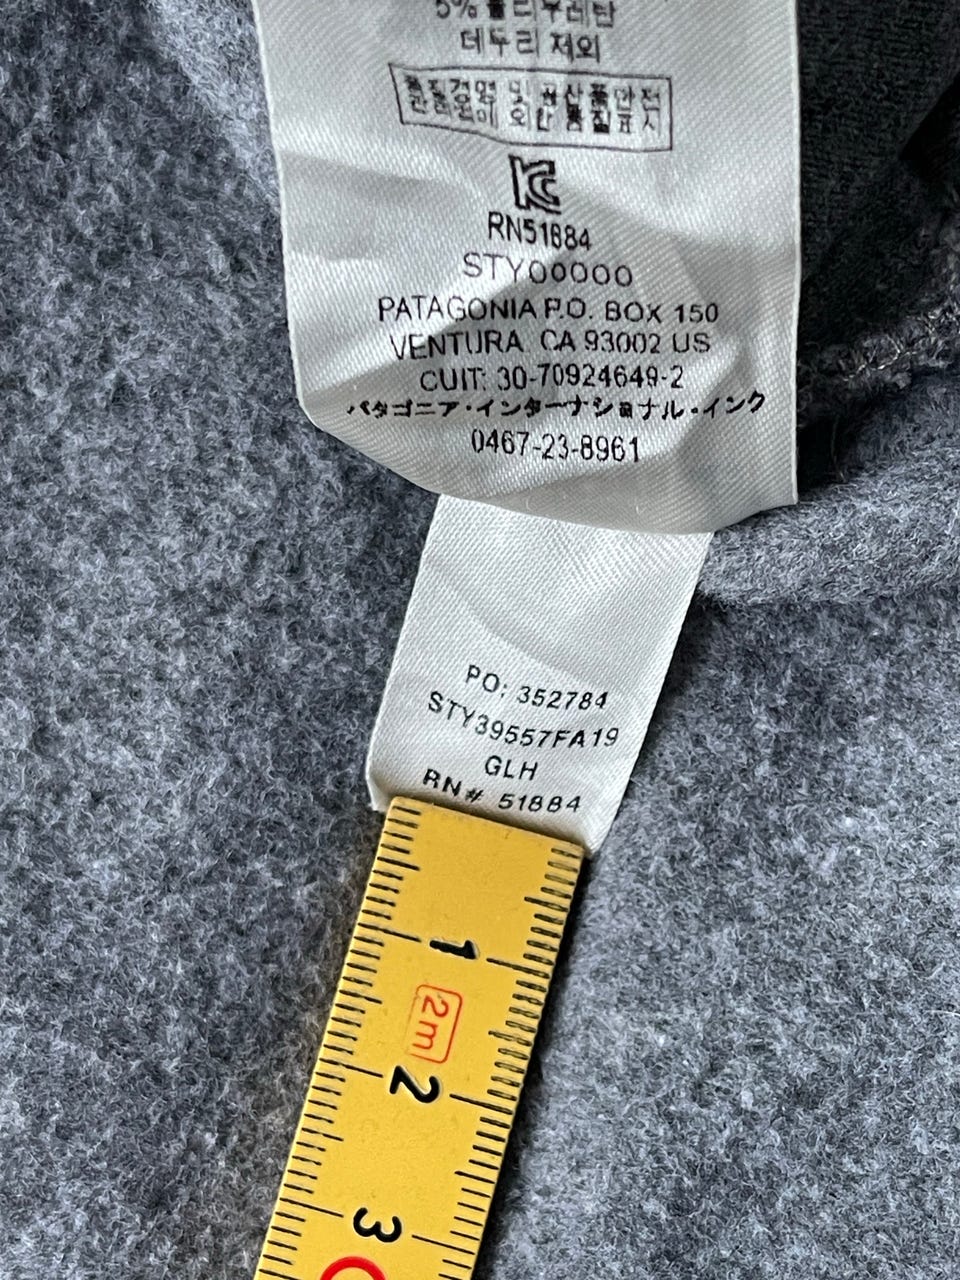 5% 폴리우레탄
테두리 제외
품질경영 및 공산품안전
관리법에 의한 품질표시
KC
RN51884
STY00000
PATAGONIA P.O. BOX 150
VENTURA CA 93002 US
CUIT: 30-70924649-2
パタゴニア・インターナショナル・インク
0467-23-8961
PO: 352784
STY39557FA19
GLH
RN# 51884
1
2m
2
3